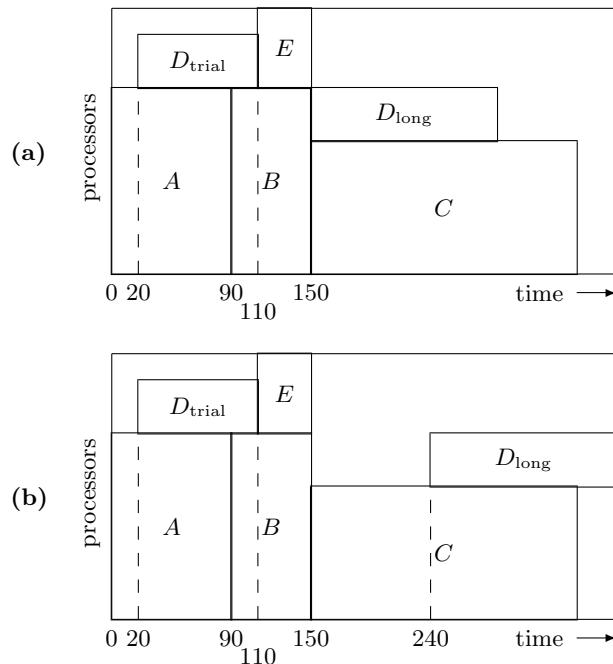 (a)
processors
D_trial
E
A
B
D_long
C
0 20 90 110 150 time
(b)
processors
D_trial
E
A
B
D_long
C
0 20 90 110 150 240 time